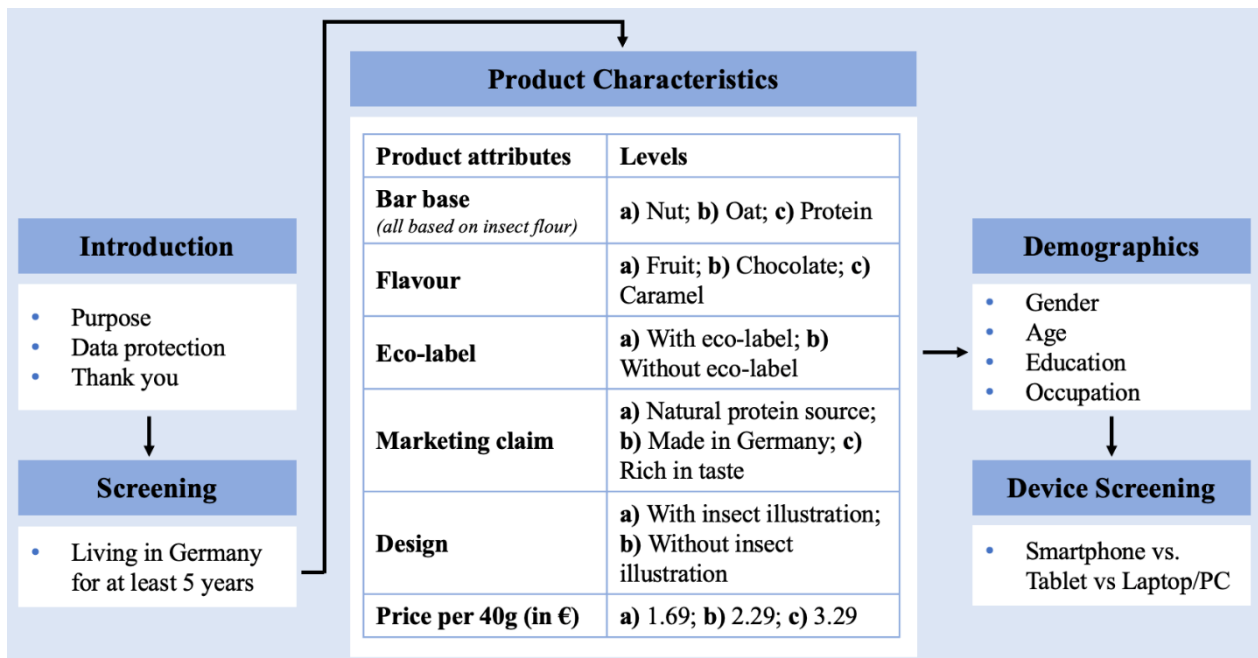 Introduction
• Purpose
• Data protection
• Thank you
Screening
• Living in Germany
for at least 5 years
Product Characteristics
Product attributes
Levels
Bar base
(all based on insect flour)
a) Nut; b) Oat; c) Protein
Flavour
a) Fruit; b) Chocolate; c)
Caramel
Eco-label
a) With eco-label; b)
Without eco-label
Marketing claim
a) Natural protein source;
b) Made in Germany; c)
Rich in taste
Design
a) With insect illustration;
b) Without insect
illustration
Price per 40g (in €)
a) 1.69; b) 2.29; c) 3.29
Demographics
• Gender
• Age
• Education
• Occupation
Device Screening
• Smartphone vs.
Tablet vs Laptop/PC